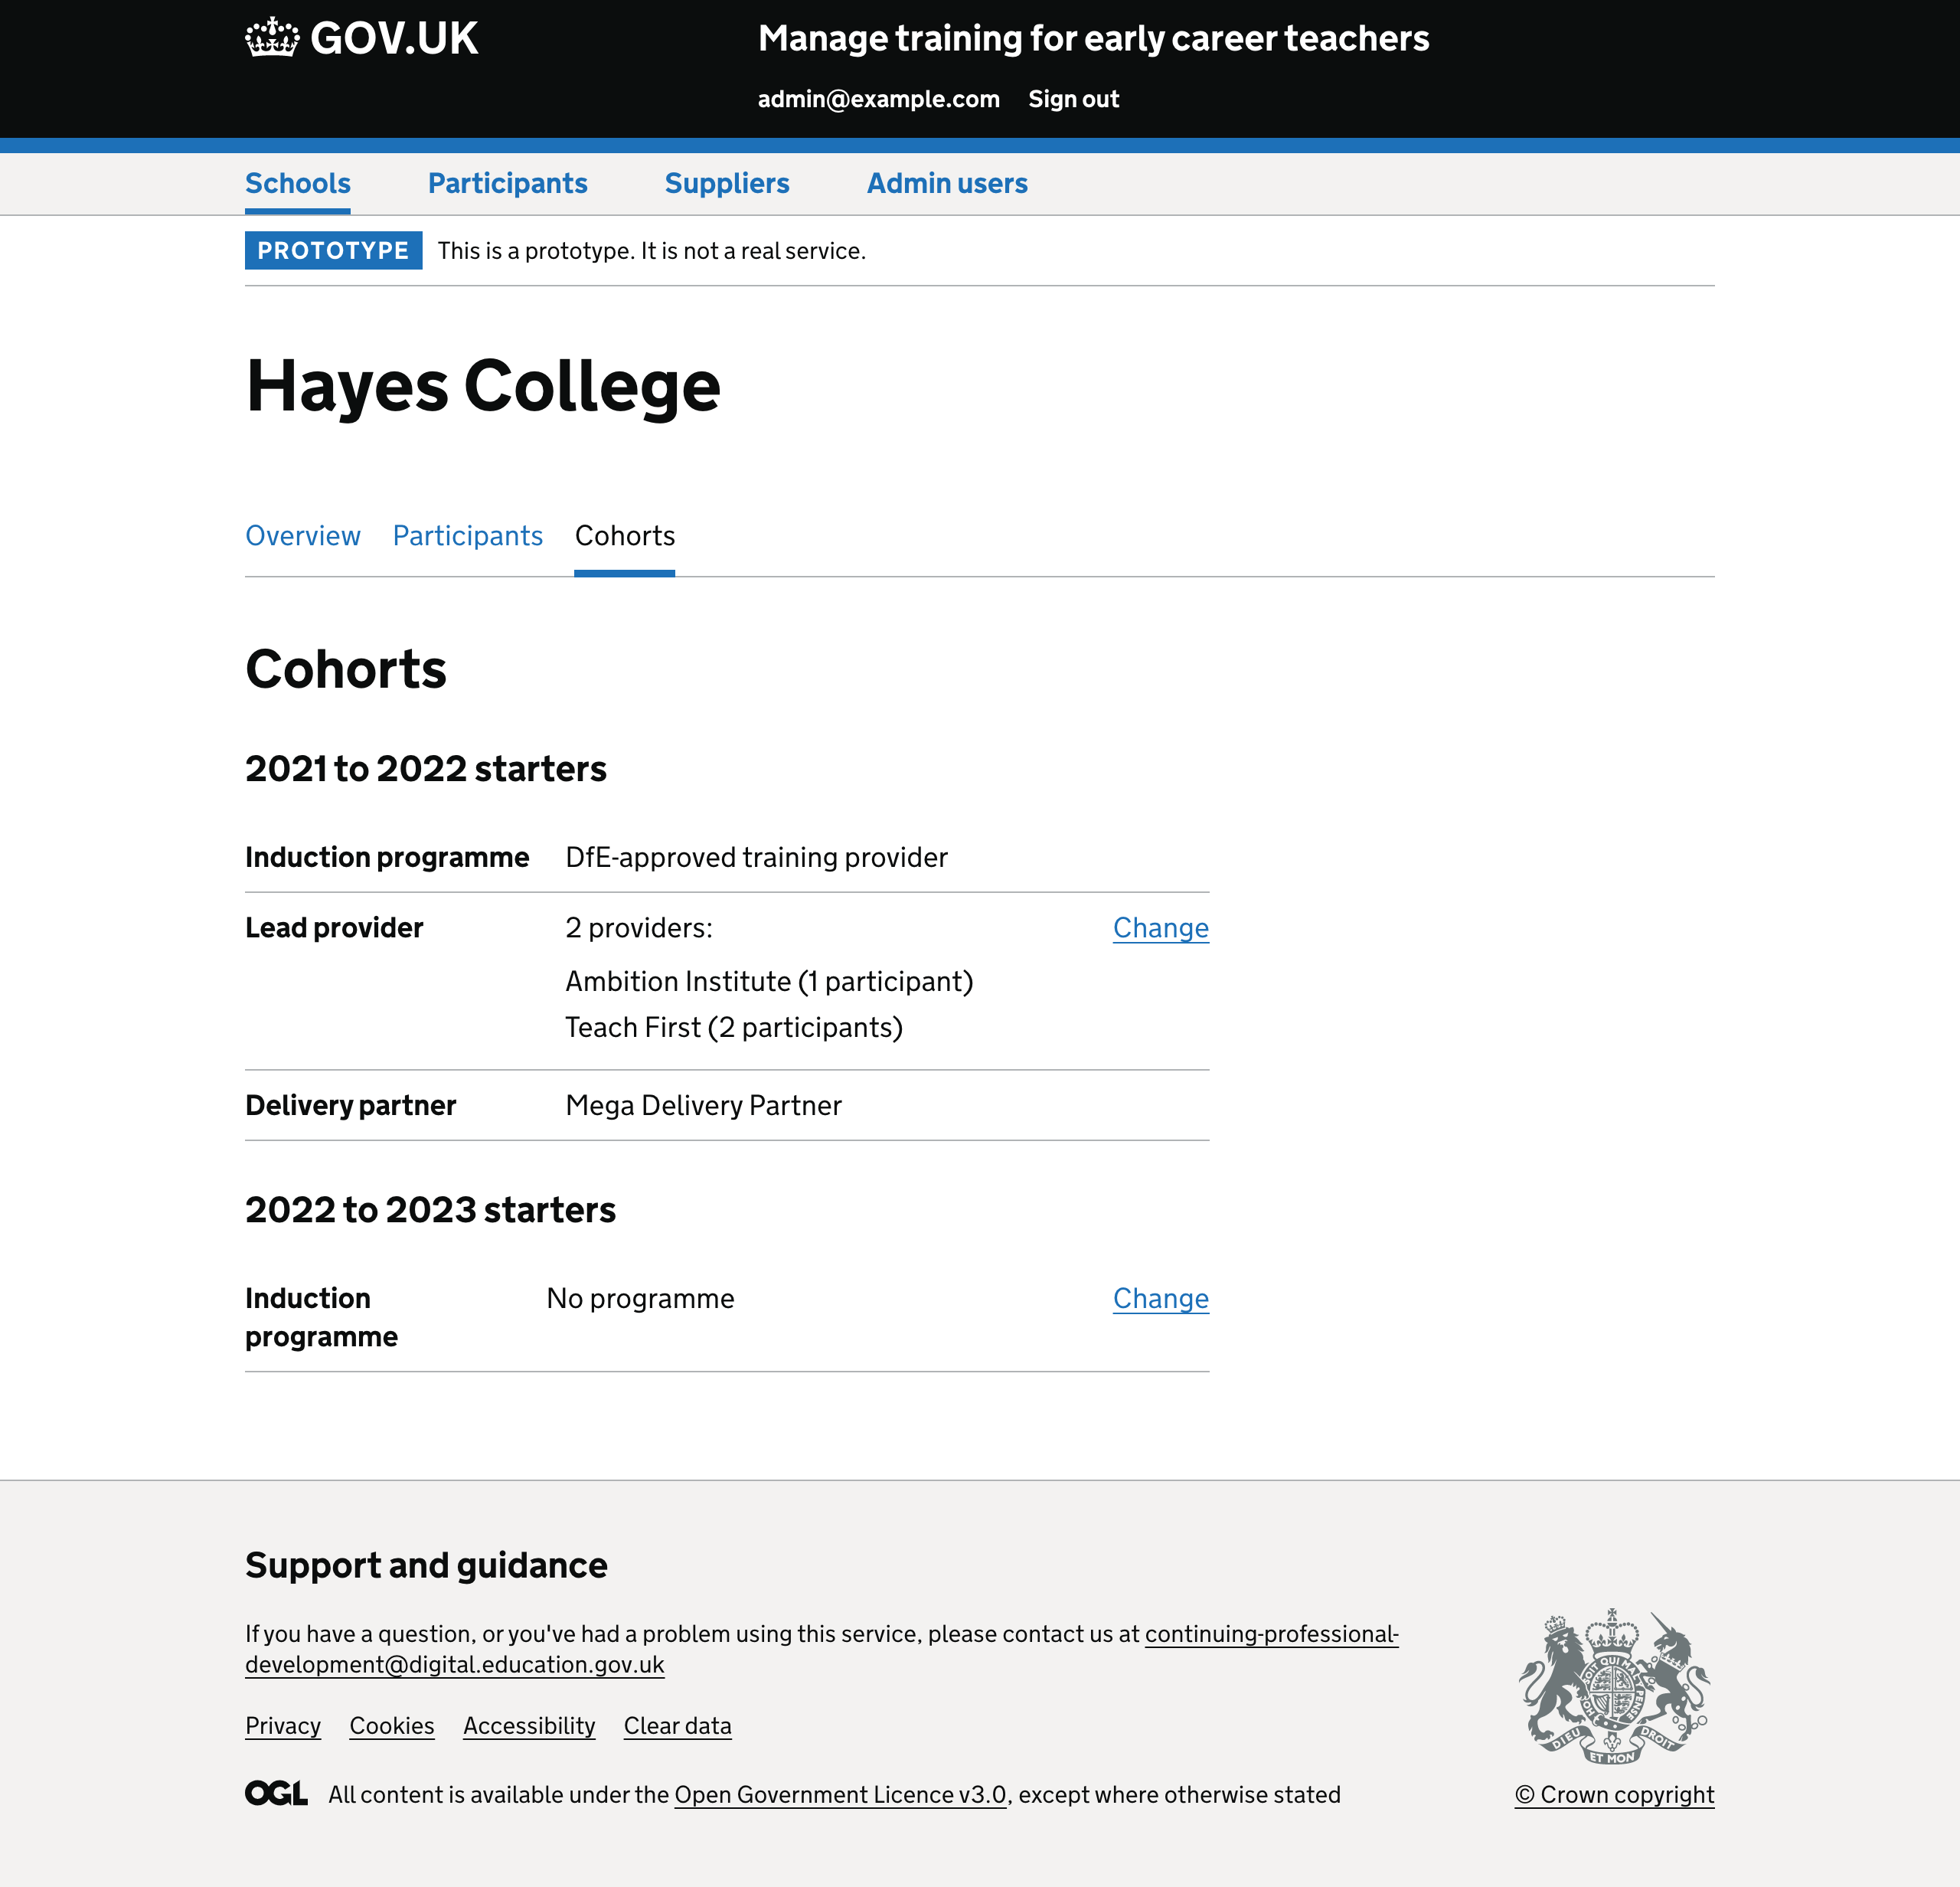 GOV.UK
Manage training for early career teachers
admin@example.com Sign out
Schools Participants Suppliers Admin users
PROTOTYPE This is a prototype. It is not a real service.
Hayes College
Overview Participants Cohorts
Cohorts
2021 to 2022 starters
Induction programme DfE-approved training provider
Lead provider 2 providers: Change
Ambition Institute (1 participant)
Teach First (2 participants)
Delivery partner Mega Delivery Partner
2022 to 2023 starters
Induction No programme Change
programme
Support and guidance
If you have a question, or you've had a problem using this service, please contact us at continuing-professional-
development@digital.education.gov.uk
Privacy Cookies Accessibility Clear data
OGL All content is available under the Open Government Licence v3.0, except where otherwise stated
DIEU ET MON DROIT
© Crown copyright